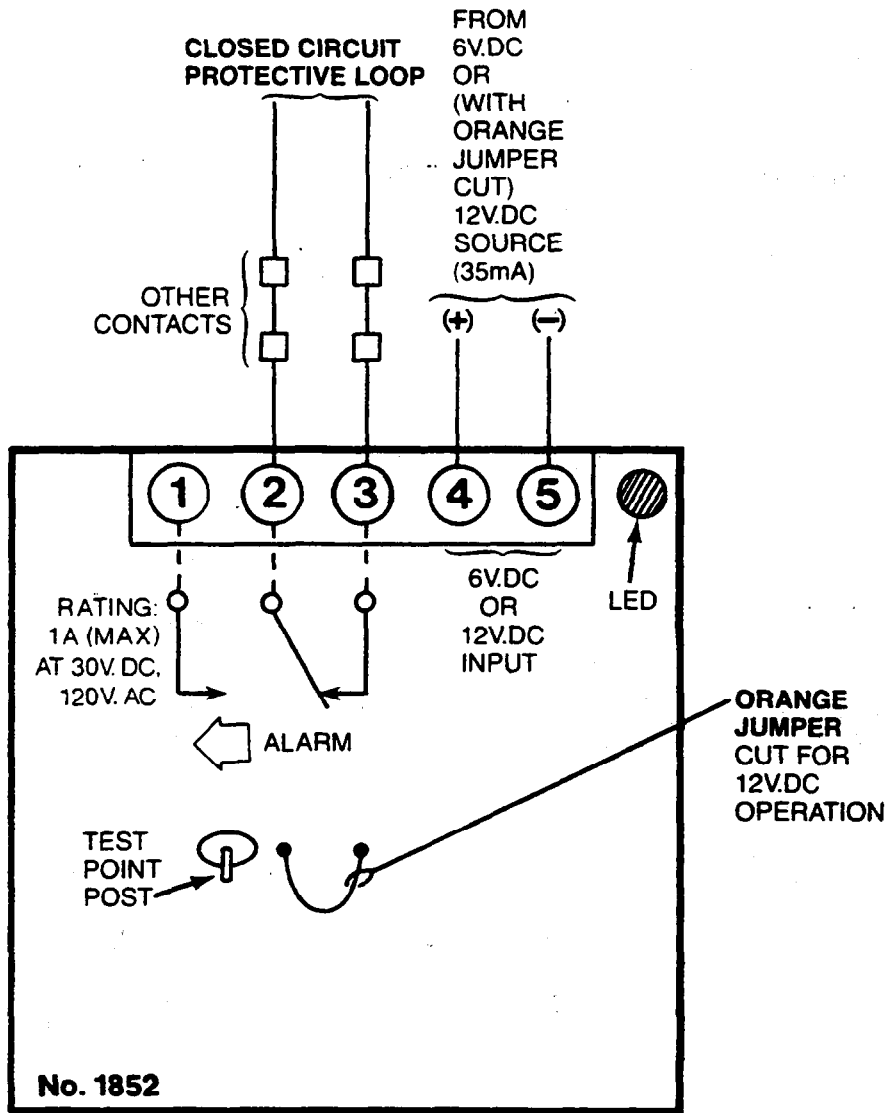 CLOSED CIRCUIT
PROTECTIVE LOOP
FROM
6V.DC
OR
(WITH
ORANGE
JUMPER
CUT)
12V.DC
SOURCE
(35mA)
OTHER
CONTACTS
(+)
(−)
1
2
3
4
5
RATING:
1A (MAX)
AT 30V. DC,
120V. AC
6V.DC
OR
12V.DC
INPUT
LED
ALARM
ORANGE
JUMPER
CUT FOR
12V.DC
OPERATION
TEST
POINT
POST
No. 1852